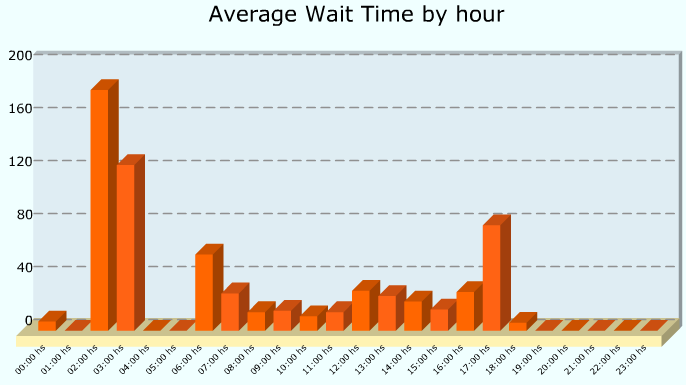 Average Wait Time by hour
200
160
120
80
40
0
00:00 hs
01:00 hs
02:00 hs
03:00 hs
04:00 hs
05:00 hs
06:00 hs
07:00 hs
08:00 hs
09:00 hs
10:00 hs
11:00 hs
12:00 hs
13:00 hs
14:00 hs
15:00 hs
16:00 hs
17:00 hs
18:00 hs
19:00 hs
20:00 hs
21:00 hs
22:00 hs
23:00 hs